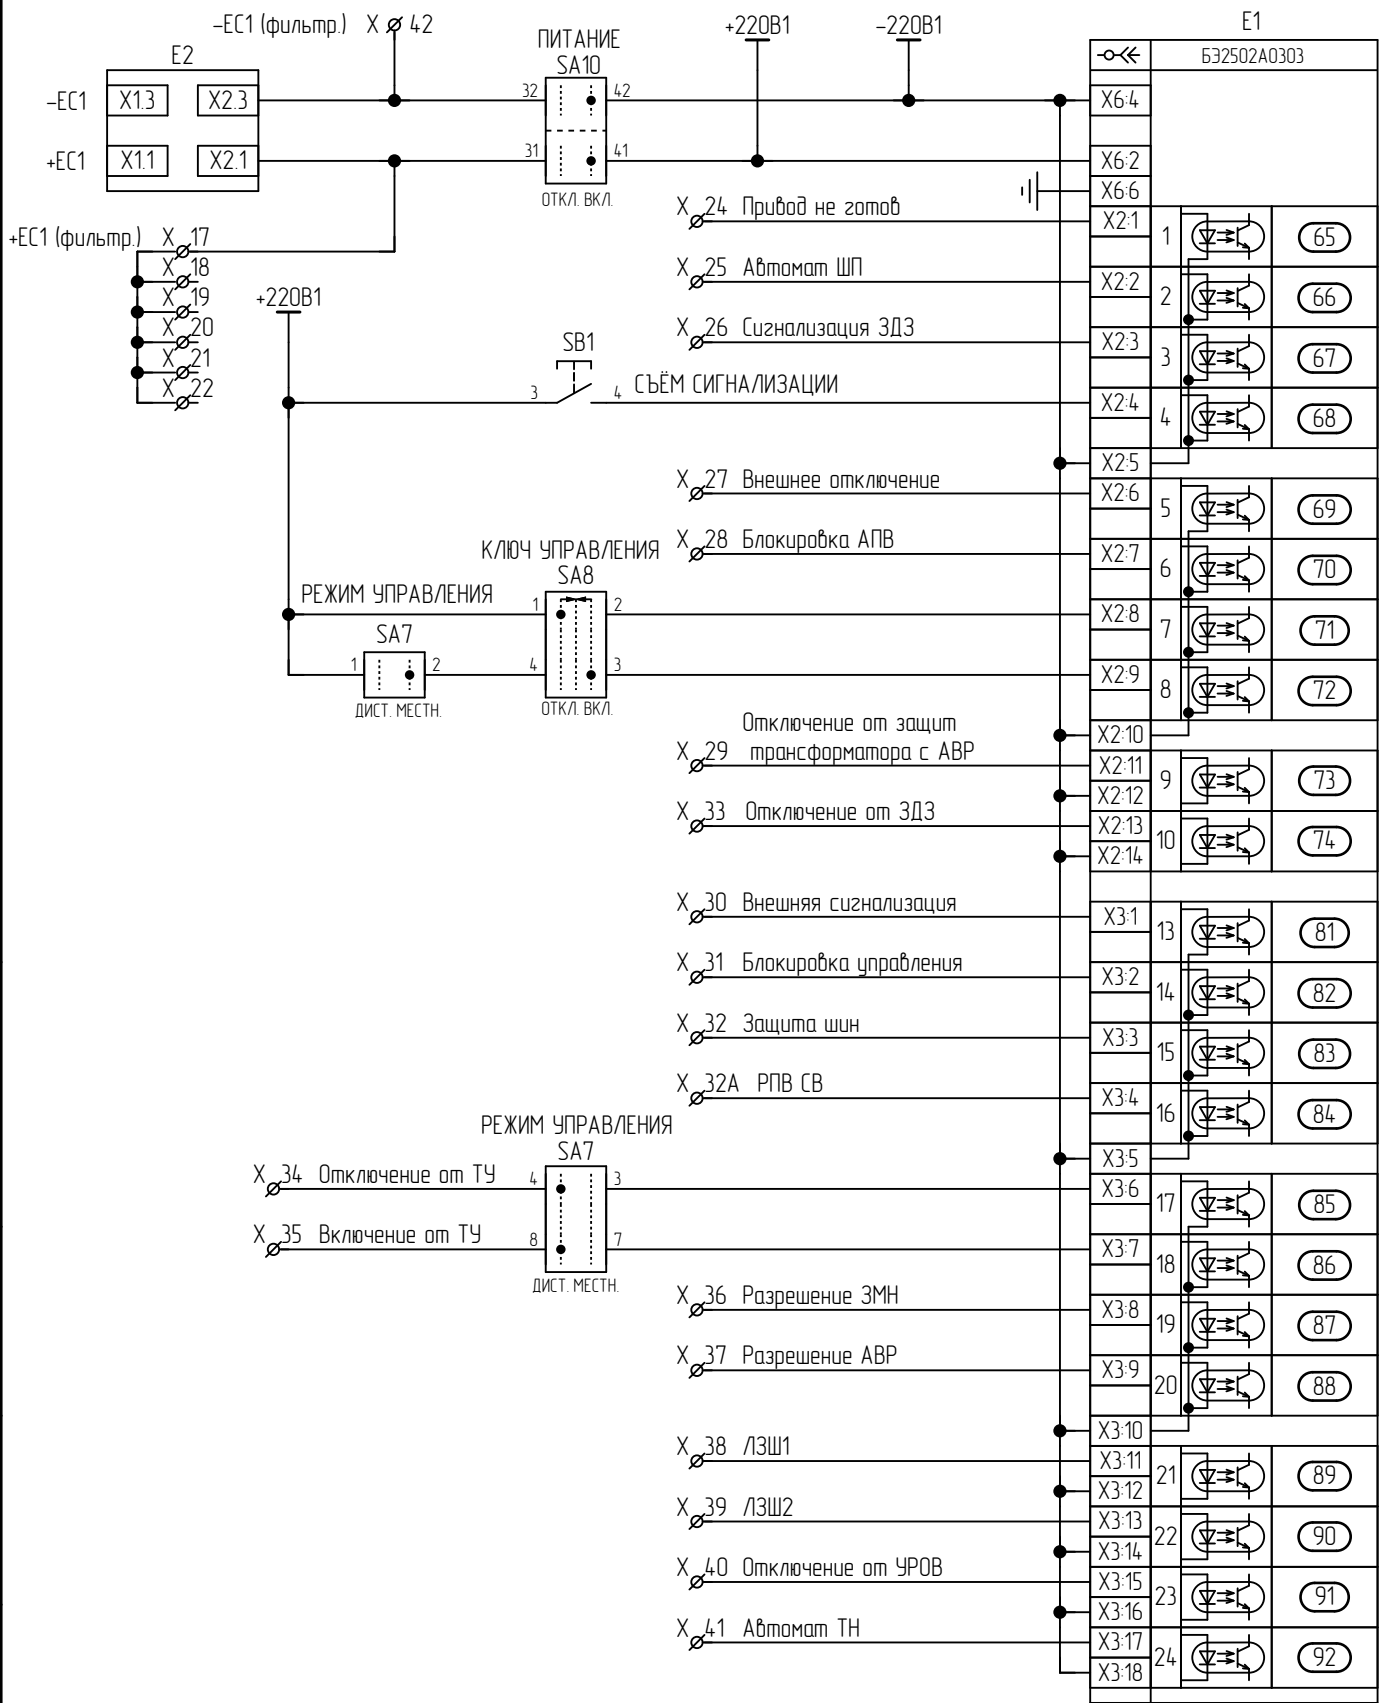 –ЕС1 (фильтр.) X 42
+220В1
–220В1
E1
E2
ПИТАНИЕ
SA10
БЭ2502А0303
–ЕС1 X1.3 X2.3
32 42
X6:4
+ЕС1 X1.1 X2.1
31 41
X6:2
ОТКЛ. ВКЛ.
X6:6
X 24 Привод не готов
X2:1
1 65
+ЕС1 (фильтр.) X 17
X 18
X 19
X 20
X 21
X 22
X 25 Автомат ШП
X2:2
2 66
+220В1
X 26 Сигнализация ЗДЗ
X2:3
3 67
SB1
3 4 СЪЁМ СИГНАЛИЗАЦИИ
X2:4
4 68
X2:5
X 27 Внешнее отключение
X2:6
5 69
X 28 Блокировка АПВ
X2:7
6 70
КЛЮЧ УПРАВЛЕНИЯ
SA8
РЕЖИМ УПРАВЛЕНИЯ
1 2
X2:8
7 71
SA7
1 2
4 3
X2:9
8 72
ДИСТ. МЕСТН.
ОТКЛ. ВКЛ.
X2:10
Отключение от защит
X 29 трансформатора с АВР
X2:11
9 73
X2:12
X 33 Отключение от ЗДЗ
X2:13
10 74
X2:14
X 30 Внешняя сигнализация
X3:1
13 81
X 31 Блокировка управления
X3:2
14 82
X 32 Защита шин
X3:3
15 83
X 32А РПВ СВ
X3:4
16 84
X3:5
РЕЖИМ УПРАВЛЕНИЯ
SA7
X 34 Отключение от ТУ
4 3
X3:6
17 85
X 35 Включение от ТУ
8 7
X3:7
18 86
ДИСТ. МЕСТН.
X 36 Разрешение ЗМН
X3:8
19 87
X 37 Разрешение АВР
X3:9
20 88
X3:10
X 38 ЛЗШ1
X3:11
21 89
X3:12
X 39 ЛЗШ2
X3:13
22 90
X3:14
X 40 Отключение от УРОВ
X3:15
23 91
X3:16
X 41 Автомат ТН
X3:17
24 92
X3:18